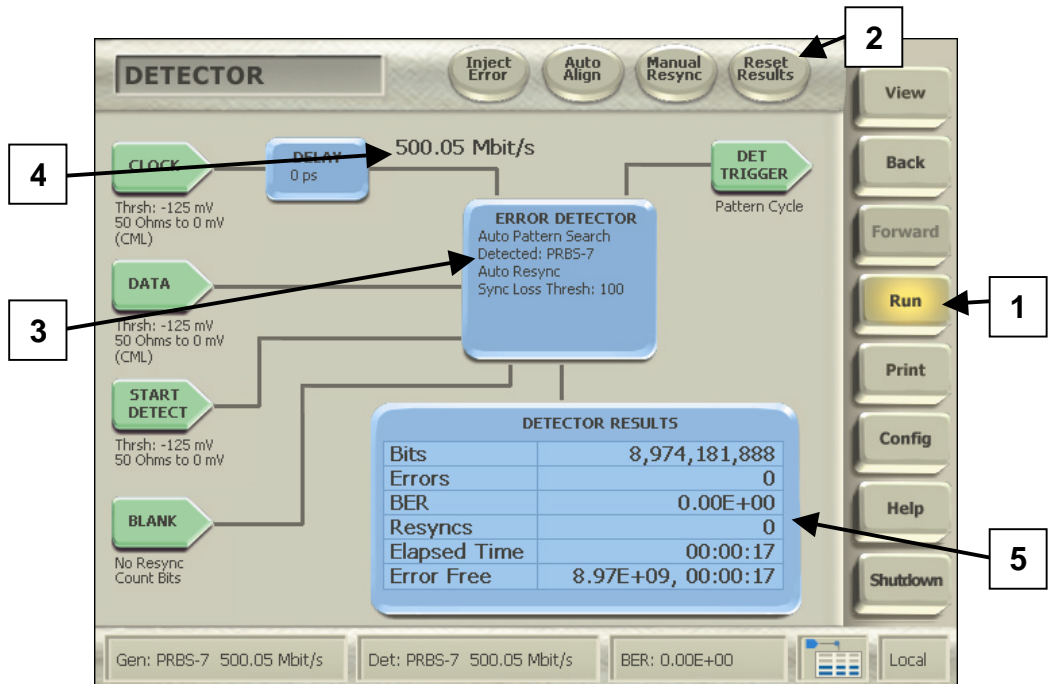 2
DETECTOR
Inject
Error
Auto
Align
Manual
Resync
Reset
Results
View
4
CLOCK
DELAY
0 ps
500.05 Mbit/s
DET
TRIGGER
Pattern Cycle
Back
Thrsh: -125 mV
50 Ohms to 0 mV
(CML)
ERROR DETECTOR
Auto Pattern Search
Detected: PRBS-7
Auto Resync
Sync Loss Thresh: 100
Forward
DATA
Thrsh: -125 mV
50 Ohms to 0 mV
(CML)
3
Run
1
Print
START
DETECT
Thrsh: -125 mV
50 Ohms to 0 mV
DETECTOR RESULTS
Bits 8,974,181,888
Errors 0
BER 0.00E+00
Resyncs 0
Elapsed Time 00:00:17
Error Free 8.97E+09, 00:00:17
Config
BLANK
No Resync
Count Bits
Help
5
Shutdown
Gen: PRBS-7 500.05 Mbit/s
Det: PRBS-7 500.05 Mbit/s
BER: 0.00E+00
Local